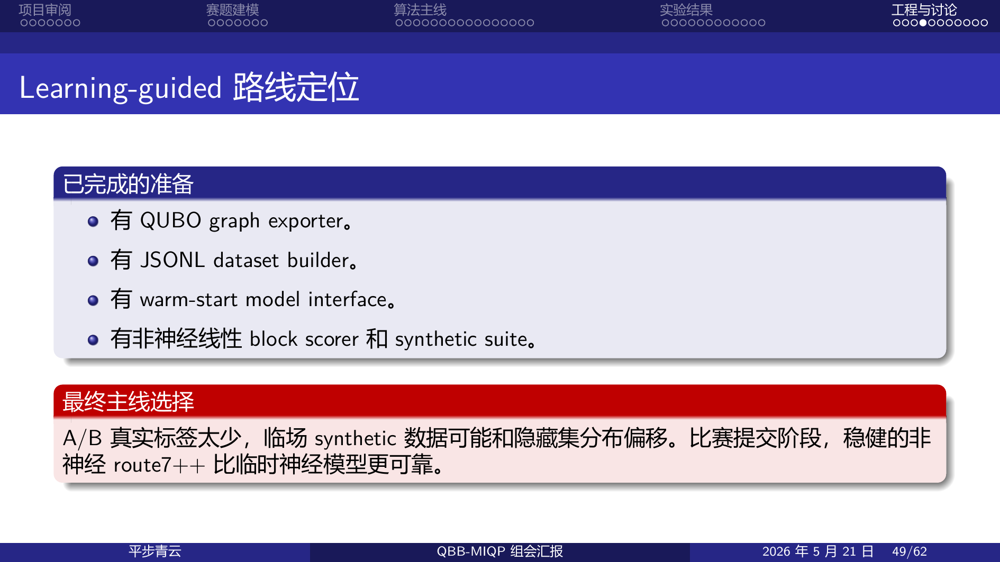 项目审阅
赛题建模
算法主线
实验结果
工程与讨论
Learning-guided 路线定位
已完成的准备
有 QUBO graph exporter。
有 JSONL dataset builder。
有 warm-start model interface。
有非神经线性 block scorer 和 synthetic suite。
最终主线选择
A/B 真实标签太少，临场 synthetic 数据可能和隐藏集分布偏移。比赛提交阶段，稳健的非
神经 route7++ 比临时神经模型更可靠。
平步青云
QBB-MIQP 组会汇报
2026 年 5 月 21 日
49/62